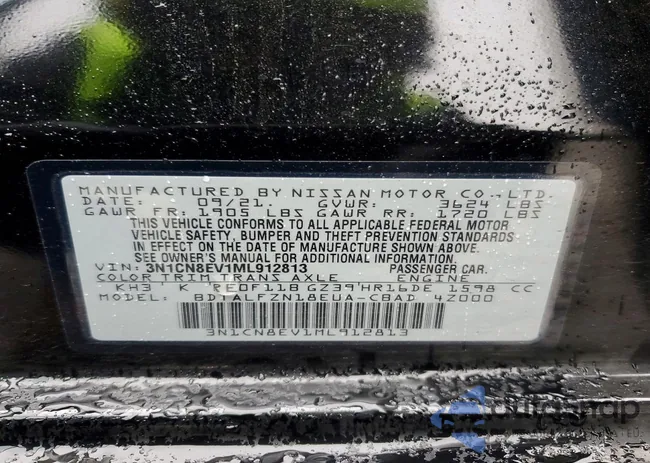 MANUFACTURED BY NISSAN MOTOR CO.,LTD.
DATE: 09/21. GVWR: 3624 LBS
GAWR FR: 1905 LBS GAWR RR: 1720 LBS
THIS VEHICLE CONFORMS TO ALL APPLICABLE FEDERAL MOTOR
VEHICLE SAFETY, BUMPER AND THEFT PREVENTION STANDARDS
IN EFFECT ON THE DATE OF MANUFACTURE SHOWN ABOVE.
SEE OWNER'S MANUAL FOR ADDITIONAL INFORMATION.
VIN: 3N1CN8EV1ML912813 PASSENGER CAR.
COLOR TRIM TRANS AXLE ENGINE
KH3 K RE0F11B GZ39 HR16DE 1598 CC
MODEL: BDTALFZN18EUA-CBAD 4Z000
3N1CN8EV1ML912813
autoshop